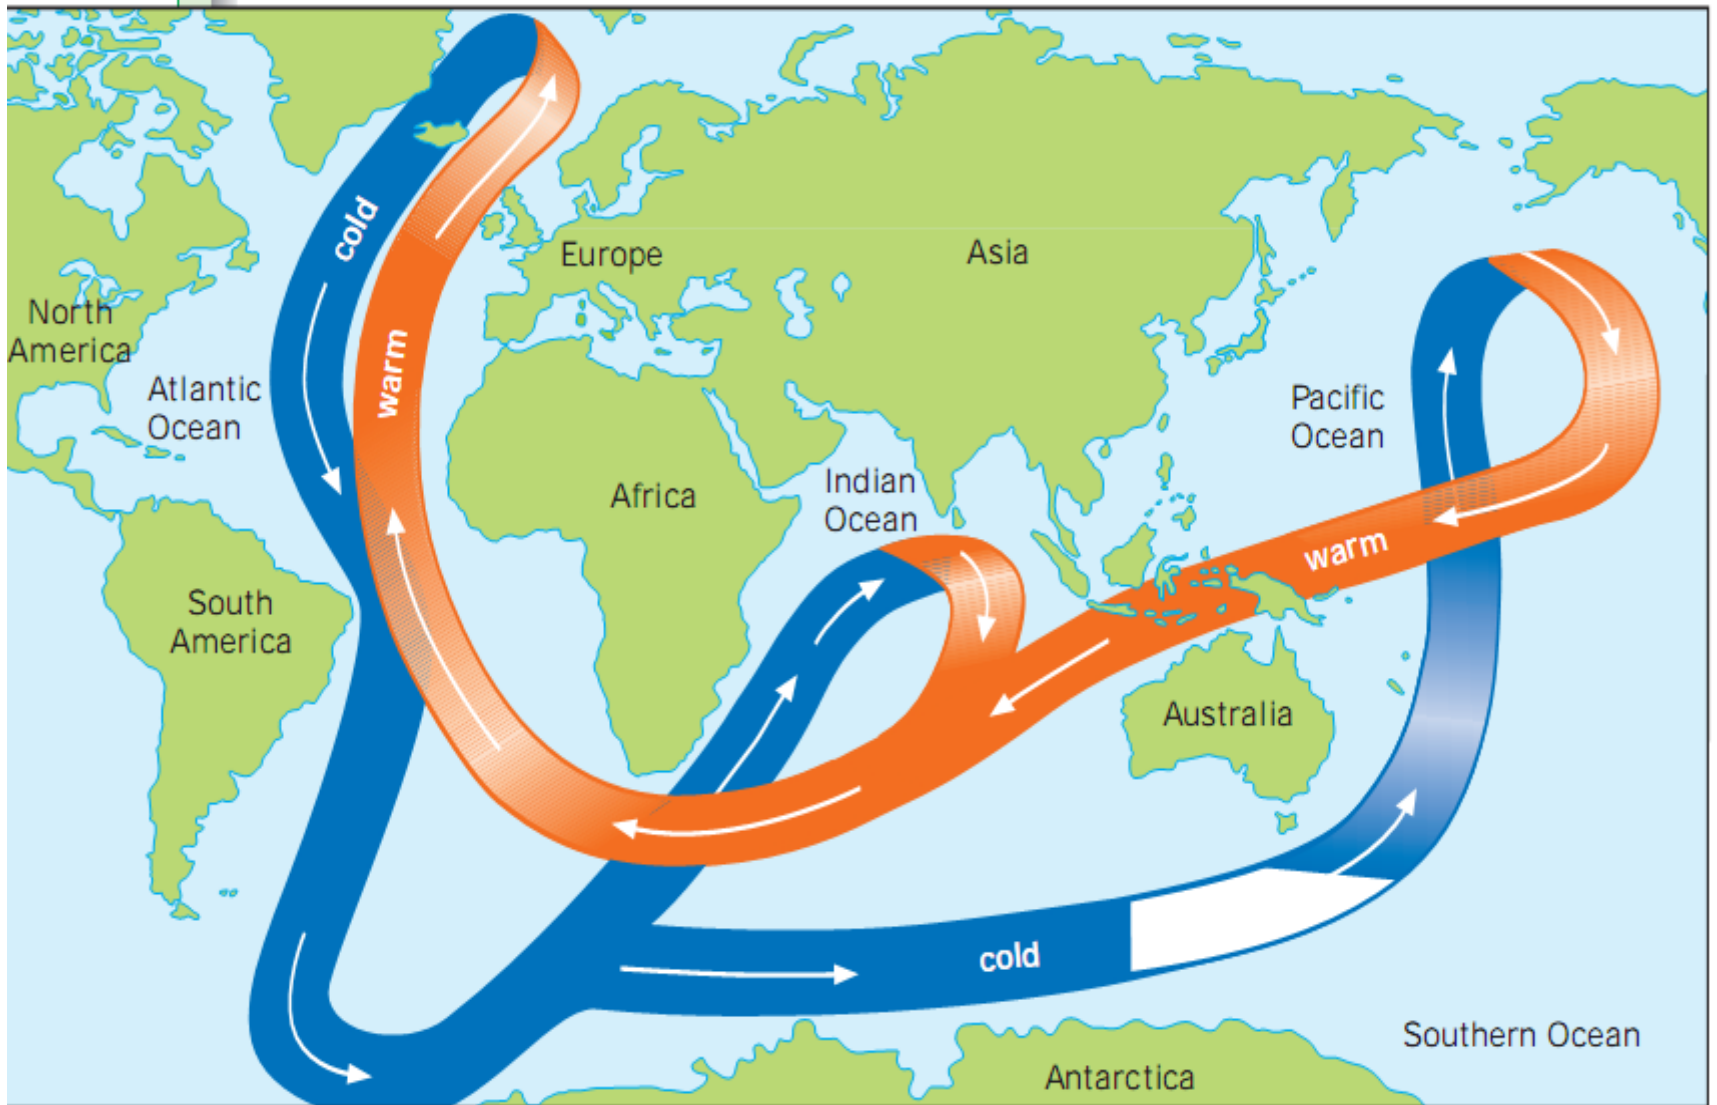 cold
Europe
Asia
North
America
warm
Atlantic
Ocean
Pacific
Ocean
Indian
Ocean
Africa
warm
South
America
Australia
cold
Southern Ocean
Antarctica